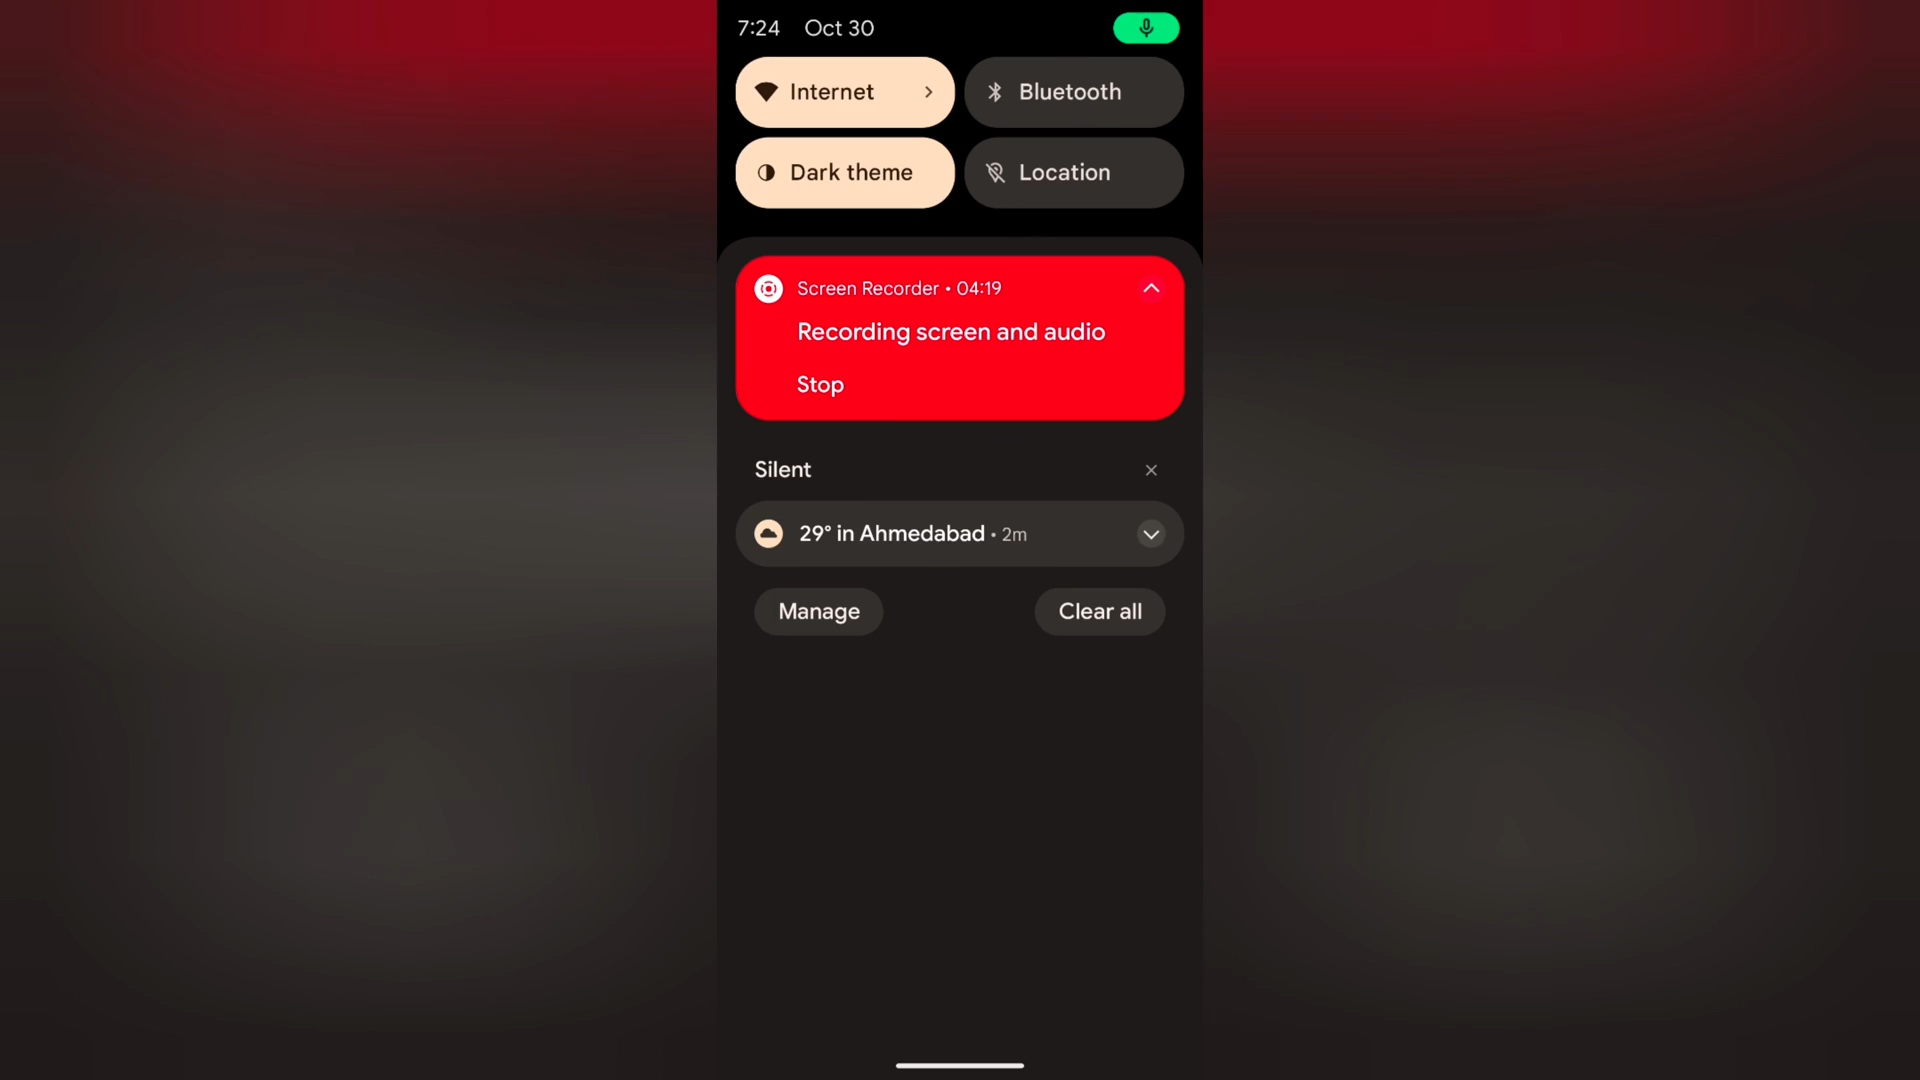 7:24 Oct 30
Internet
Bluetooth
Dark theme
Location
Screen Recorder • 04:19
Recording screen and audio
Stop
Silent
29° in Ahmedabad • 2m
Manage
Clear all